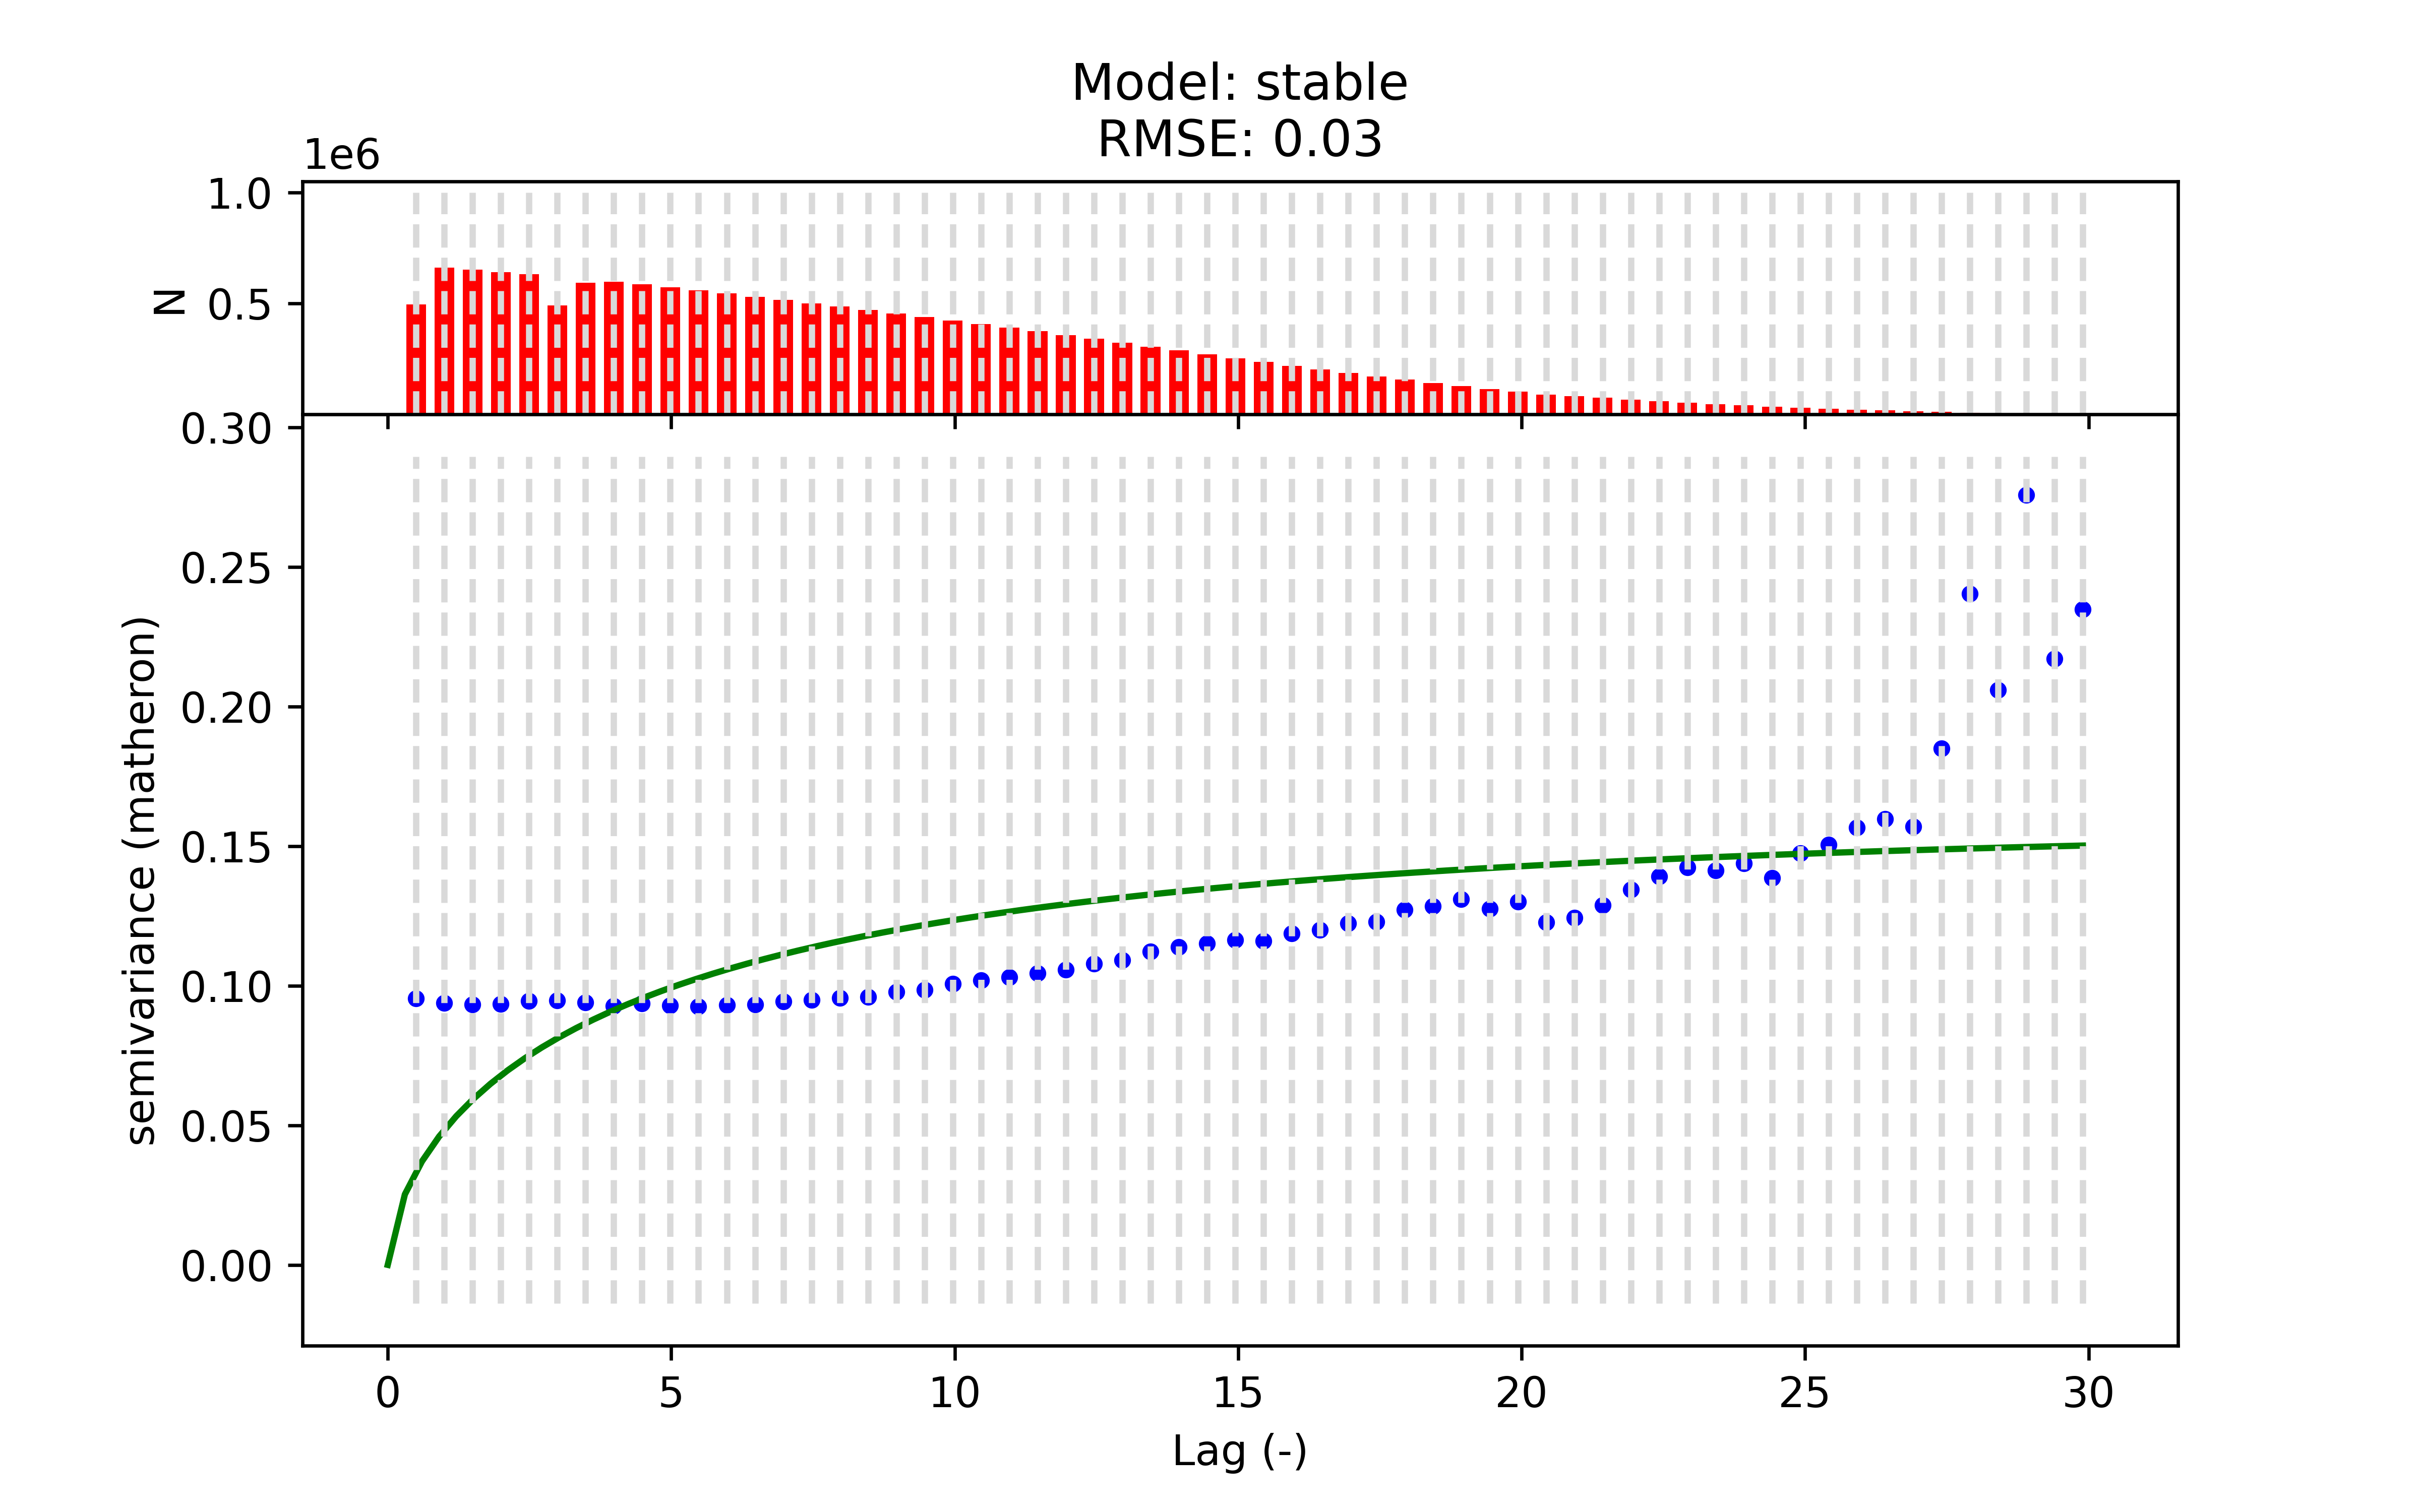 Model: stable
RMSE: 0.03
1e6
1.0
0.5
N
0.30
0.25
0.20
0.15
0.10
0.05
0.00
semivariance (matheron)
0 5 10 15 20 25 30
Lag (-)